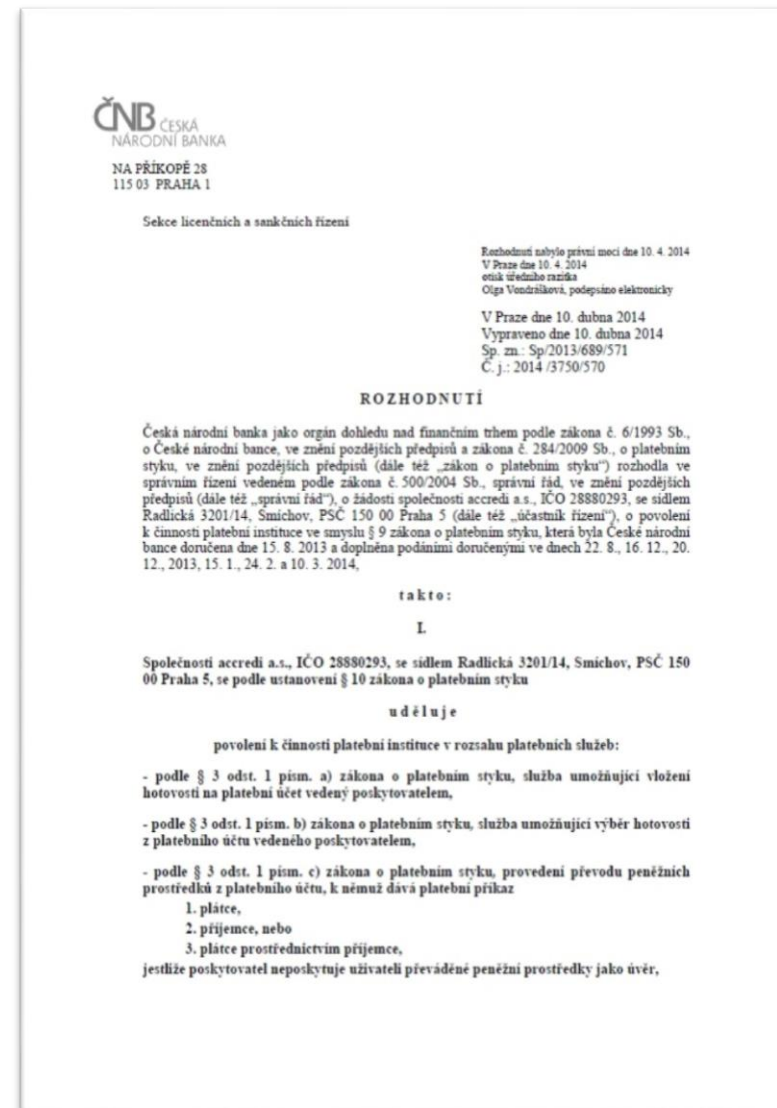 ČNB ČESKÁ
NÁRODNÍ BANKA
NA PŘÍKOPĚ 28
115 03 PRAHA 1
Sekce licenčních a sankčních řízení
Rozhodnutí nabylo právní moci dne 10. 4. 2014
V Praze dne 10. 4. 2014
otisk úředního razítka
Olga Vondrášková, podepsáno elektronicky
V Praze dne 10. dubna 2014
Vypraveno dne 10. dubna 2014
Sp. zn.: Sp/2013/689/571
Č. j.: 2014 /3750/570
ROZHODNUTÍ
Česká národní banka jako orgán dohledu nad finančním trhem podle zákona č. 6/1993 Sb.,
o České národní bance, ve znění pozdějších předpisů a zákona č. 284/2009 Sb., o platebním
styku, ve znění pozdějších předpisů (dále též „zákon o platebním styku“) rozhodla ve
správním řízení vedeném podle zákona č. 500/2004 Sb., správní řád, ve znění pozdějších
předpisů (dále též „správní řád“), o žádosti společnosti accredi a.s., IČO 28880293, se sídlem
Radlická 3201/14, Smíchov, PSČ 150 00 Praha 5 (dále též „účastník řízení“), o povolení
k činnosti platební instituce ve smyslu § 9 zákona o platebním styku, která byla České národní
bance doručena dne 15. 8. 2013 a doplněna podáními doručenými ve dnech 22. 8., 16. 12., 20.
12., 2013, 15. 1., 24. 2. a 10. 3. 2014,
takto:
I.
Společnosti accredi a.s., IČO 28880293, se sídlem Radlická 3201/14, Smíchov, PSČ 150
00 Praha 5, se podle ustanovení § 10 zákona o platebním styku
uděluje
povolení k činnosti platební instituce v rozsahu platebních služeb:
- podle § 3 odst. 1 písm. a) zákona o platebním styku, služba umožňující vložení
hotovosti na platební účet vedený poskytovatelem,
- podle § 3 odst. 1 písm. b) zákona o platebním styku, služba umožňující výběr hotovosti
z platebního účtu vedeného poskytovatelem,
- podle § 3 odst. 1 písm. c) zákona o platebním styku, provedení převodu peněžních
prostředků z platebního účtu, k němuž dává platební příkaz
1. plátce,
2. příjemce, nebo
3. plátce prostřednictvím příjemce,
jestliže poskytovatel neposkytuje uživateli převáděné peněžní prostředky jako úvěr,